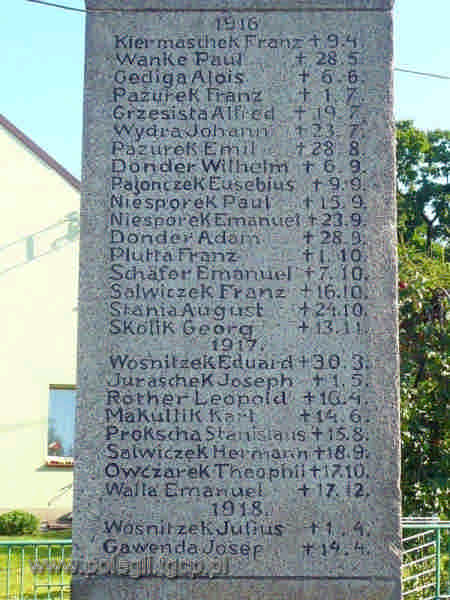 1916
Kiermaschek Franz + 9.4.
Wanke Paul + 28.5.
Gediga Alois + 6.6.
Pazurek Franz + 1.7.
Grzesista Alfred + 19.7.
Wydra Johann + 23.7.
Pazurek Emil + 28.8.
Donder Wilhelm + 6.9.
Pajonczek Eusebius + 9.9.
Niesporek Paul + 15.9.
Niesporek Emanuel + 23.9.
Donder Adam + 28.9.
Plutta Franz + 1.10.
Schäfer Emanuel + 7.10.
Salwiczek Franz + 16.10.
Stania August + 24.10.
Skolik Georg + 13.11.
1917.
Wosnitzek Eduard + 30.3.
Juraschek Joseph + 1.5.
Rother Leopold + 16.4.
Makullik Karl + 14.6.
Prokscha Stanislaus + 15.8.
Salwiczek Hermann + 18.9.
Owczarek Theophil + 17.10.
Walla Emanuel + 17.12.
1918.
Wosnitzek Julius + 1.4.
Gawenda Josef + 14.4.
www.polegli.tgcp.pl